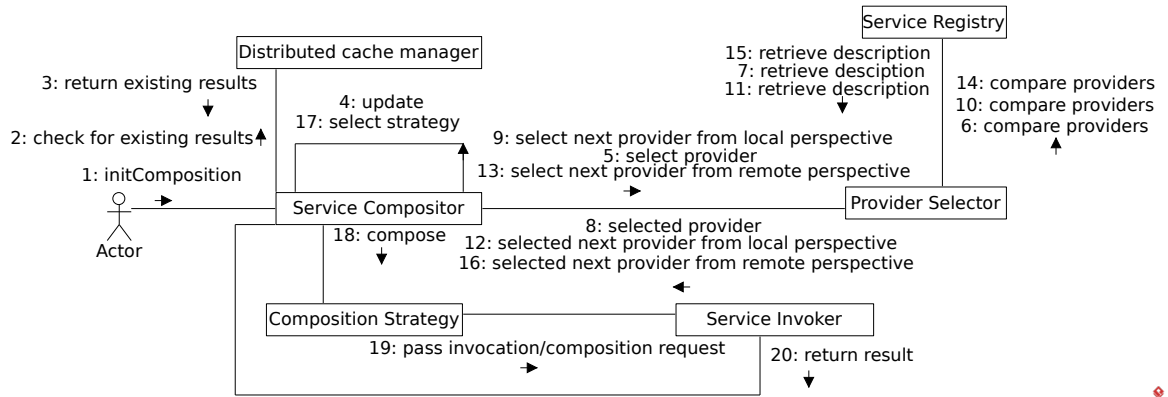 Service Registry
Distributed cache manager
15: retrieve description
7: retrieve desciption
11: retrieve description
3: return existing results
14: compare providers
10: compare providers
6: compare providers
4: update
17: select strategy
2: check for existing results
9: select next provider from local perspective
5: select provider
13: select next provider from remote perspective
1: initComposition
Service Compositor
Provider Selector
Actor
18: compose
8: selected provider
12: selected next provider from local perspective
16: selected next provider from remote perspective
Composition Strategy
Service Invoker
19: pass invocation/composition request
20: return result